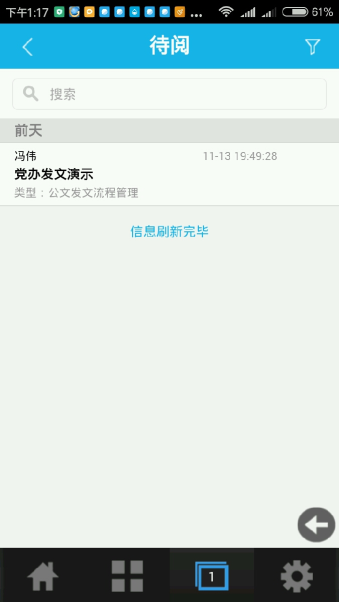 下午1:17 ... 61%
待阅
搜索
前天
冯伟 11-13 19:49:28
党办发文演示
类型：公文发文流程管理
信息刷新完毕
1